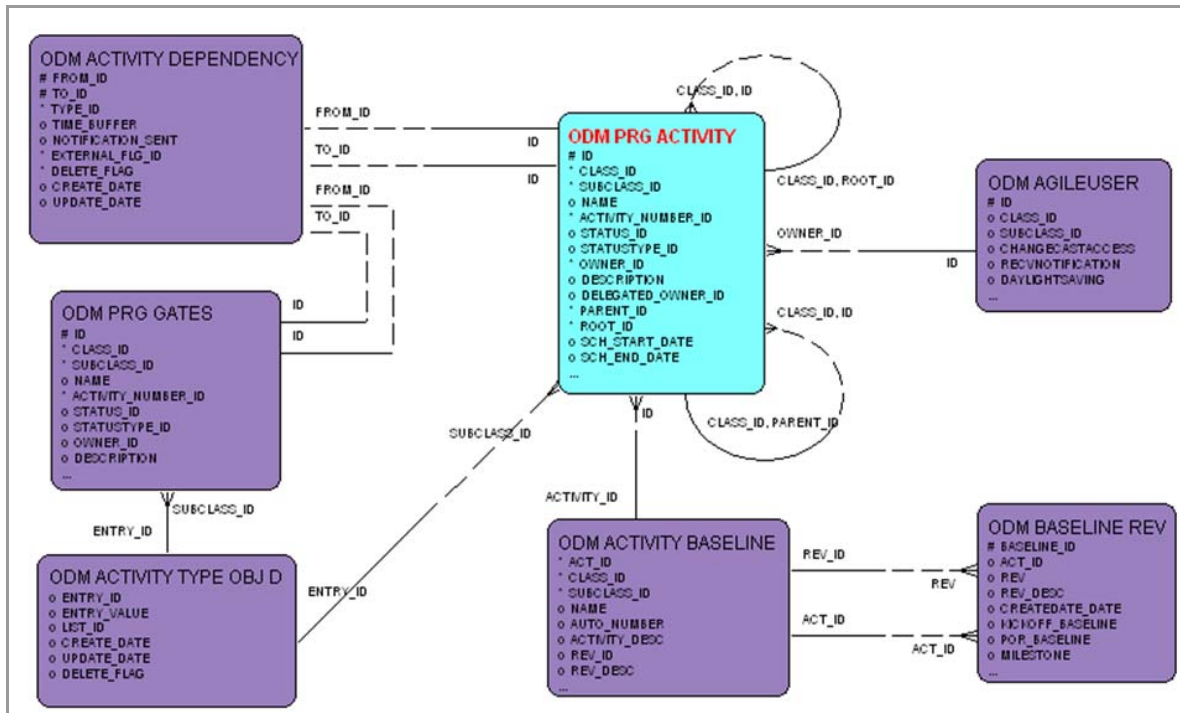 ODM ACTIVITY DEPENDENCY
# FROM_ID
# TO_ID
* TYPE_ID
o TIME_BUFFER
o NOTIFICATION_SENT
* EXTERNAL_FLG_ID
* DELETE_FLAG
o CREATE_DATE
o UPDATE_DATE
FROM_ID
ID
TO_ID
ID
FROM_ID
TO_ID
ID
ID
ODM PRG GATES
# ID
* CLASS_ID
* SUBCLASS_ID
o NAME
* ACTIVITY_NUMBER_ID
o STATUS_ID
o STATUSTYPE_ID
o OWNER_ID
o DESCRIPTION
...
SUBCLASS_ID
ENTRY_ID
ODM ACTIVITY TYPE OBJ D
o ENTRY_ID
o ENTRY_VALUE
o LIST_ID
o CREATE_DATE
o UPDATE_DATE
o DELETE_FLAG
SUBCLASS_ID
ENTRY_ID
ODM PRG ACTIVITY
# ID
* CLASS_ID
* SUBCLASS_ID
o NAME
* ACTIVITY_NUMBER_ID
o STATUS_ID
o STATUSTYPE_ID
* OWNER_ID
o DESCRIPTION
o DELEGATED_OWNER_ID
* PARENT_ID
* ROOT_ID
o SCH_START_DATE
o SCH_END_DATE
...
CLASS_ID, ID
CLASS_ID, ROOT_ID
OWNER_ID
ID
CLASS_ID, ID
CLASS_ID, PARENT_ID
ODM AGILEUSER
# ID
o CLASS_ID
o SUBCLASS_ID
o CHANGECASTACCESS
o RECVNOTIFICATION
o DAYLIGHTSAVING
...
ID
ACTIVITY_ID
ODM ACTIVITY BASELINE
* ACT_ID
* CLASS_ID
* SUBCLASS_ID
o NAME
o AUTO_NUMBER
o ACTIVITY_DESC
o REV_ID
o REV_DESC
...
REV_ID
REV
ACT_ID
ACT_ID
ODM BASELINE REV
# BASELINE_ID
o ACT_ID
o REV
o REV_DESC
o CREATEDATE_DATE
o KICKOFF_BASELINE
o POR_BASELINE
o MILESTONE
...